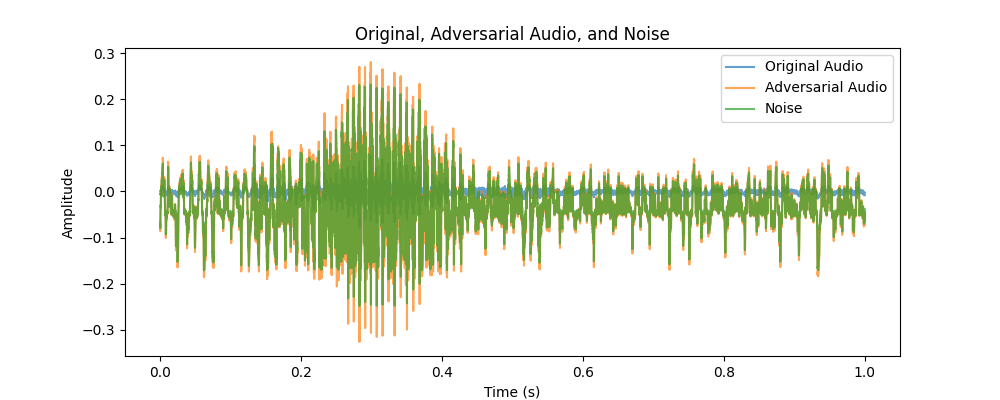 Original, Adversarial Audio, and Noise
Original Audio
Adversarial Audio
Noise
0.3
0.2
0.1
0.0
−0.1
−0.2
−0.3
Amplitude
0.0 0.2 0.4 0.6 0.8 1.0
Time (s)